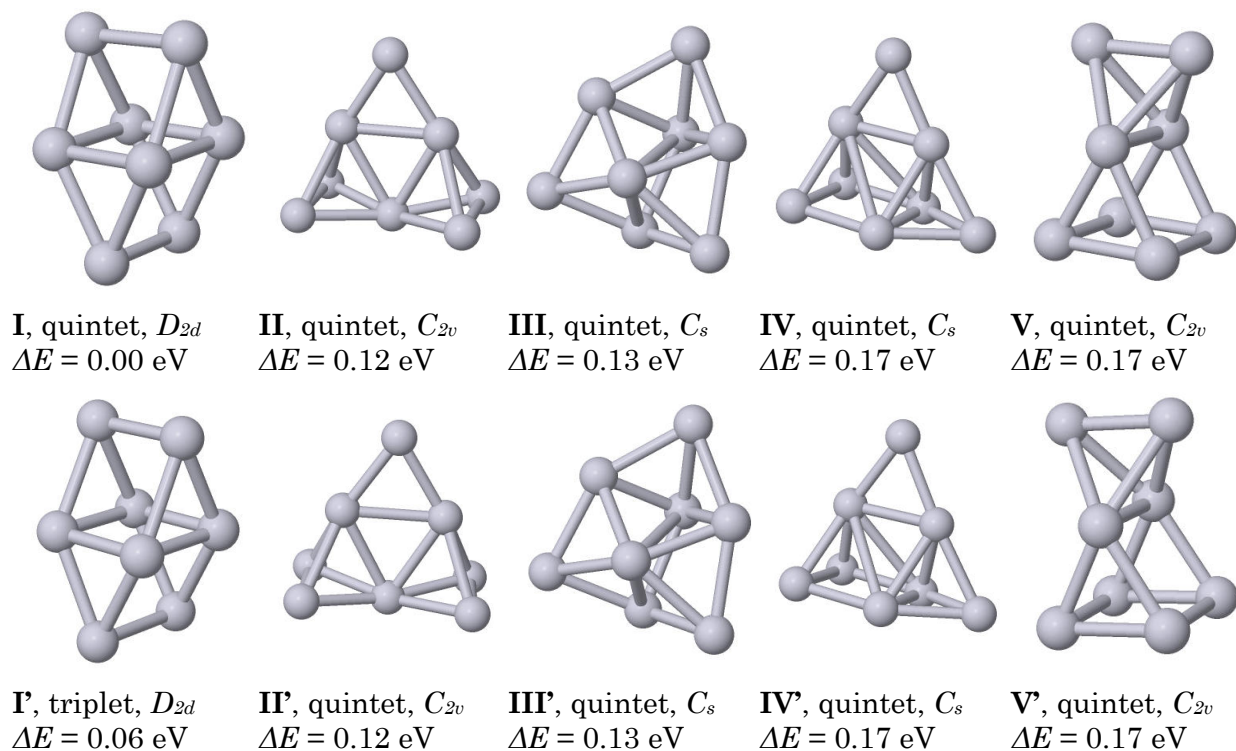 I, quintet, D2d
ΔE = 0.00 eV
II, quintet, C2v
ΔE = 0.12 eV
III, quintet, Cs
ΔE = 0.13 eV
IV, quintet, Cs
ΔE = 0.17 eV
V, quintet, C2v
ΔE = 0.17 eV
I’, triplet, D2d
ΔE = 0.06 eV
II’, quintet, C2v
ΔE = 0.12 eV
III’, quintet, Cs
ΔE = 0.13 eV
IV’, quintet, Cs
ΔE = 0.17 eV
V’, quintet, C2v
ΔE = 0.17 eV